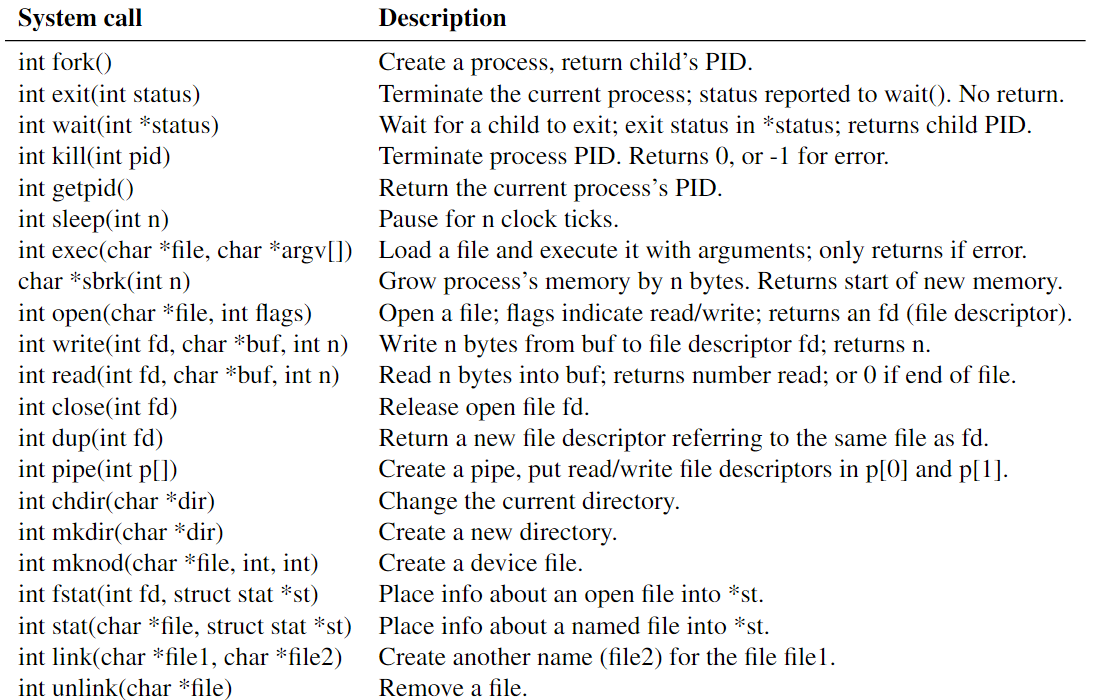 System call Description
int fork() Create a process, return child’s PID.
int exit(int status) Terminate the current process; status reported to wait(). No return.
int wait(int *status) Wait for a child to exit; exit status in *status; returns child PID.
int kill(int pid) Terminate process PID. Returns 0, or -1 for error.
int getpid() Return the current process’s PID.
int sleep(int n) Pause for n clock ticks.
int exec(char *file, char *argv[]) Load a file and execute it with arguments; only returns if error.
char *sbrk(int n) Grow process’s memory by n bytes. Returns start of new memory.
int open(char *file, int flags) Open a file; flags indicate read/write; returns an fd (file descriptor).
int write(int fd, char *buf, int n) Write n bytes from buf to file descriptor fd; returns n.
int read(int fd, char *buf, int n) Read n bytes into buf; returns number read; or 0 if end of file.
int close(int fd) Release open file fd.
int dup(int fd) Return a new file descriptor referring to the same file as fd.
int pipe(int p[]) Create a pipe, put read/write file descriptors in p[0] and p[1].
int chdir(char *dir) Change the current directory.
int mkdir(char *dir) Create a new directory.
int mknod(char *file, int, int) Create a device file.
int fstat(int fd, struct stat *st) Place info about an open file into *st.
int stat(char *file, struct stat *st) Place info about a named file into *st.
int link(char *file1, char *file2) Create another name (file2) for the file file1.
int unlink(char *file) Remove a file.